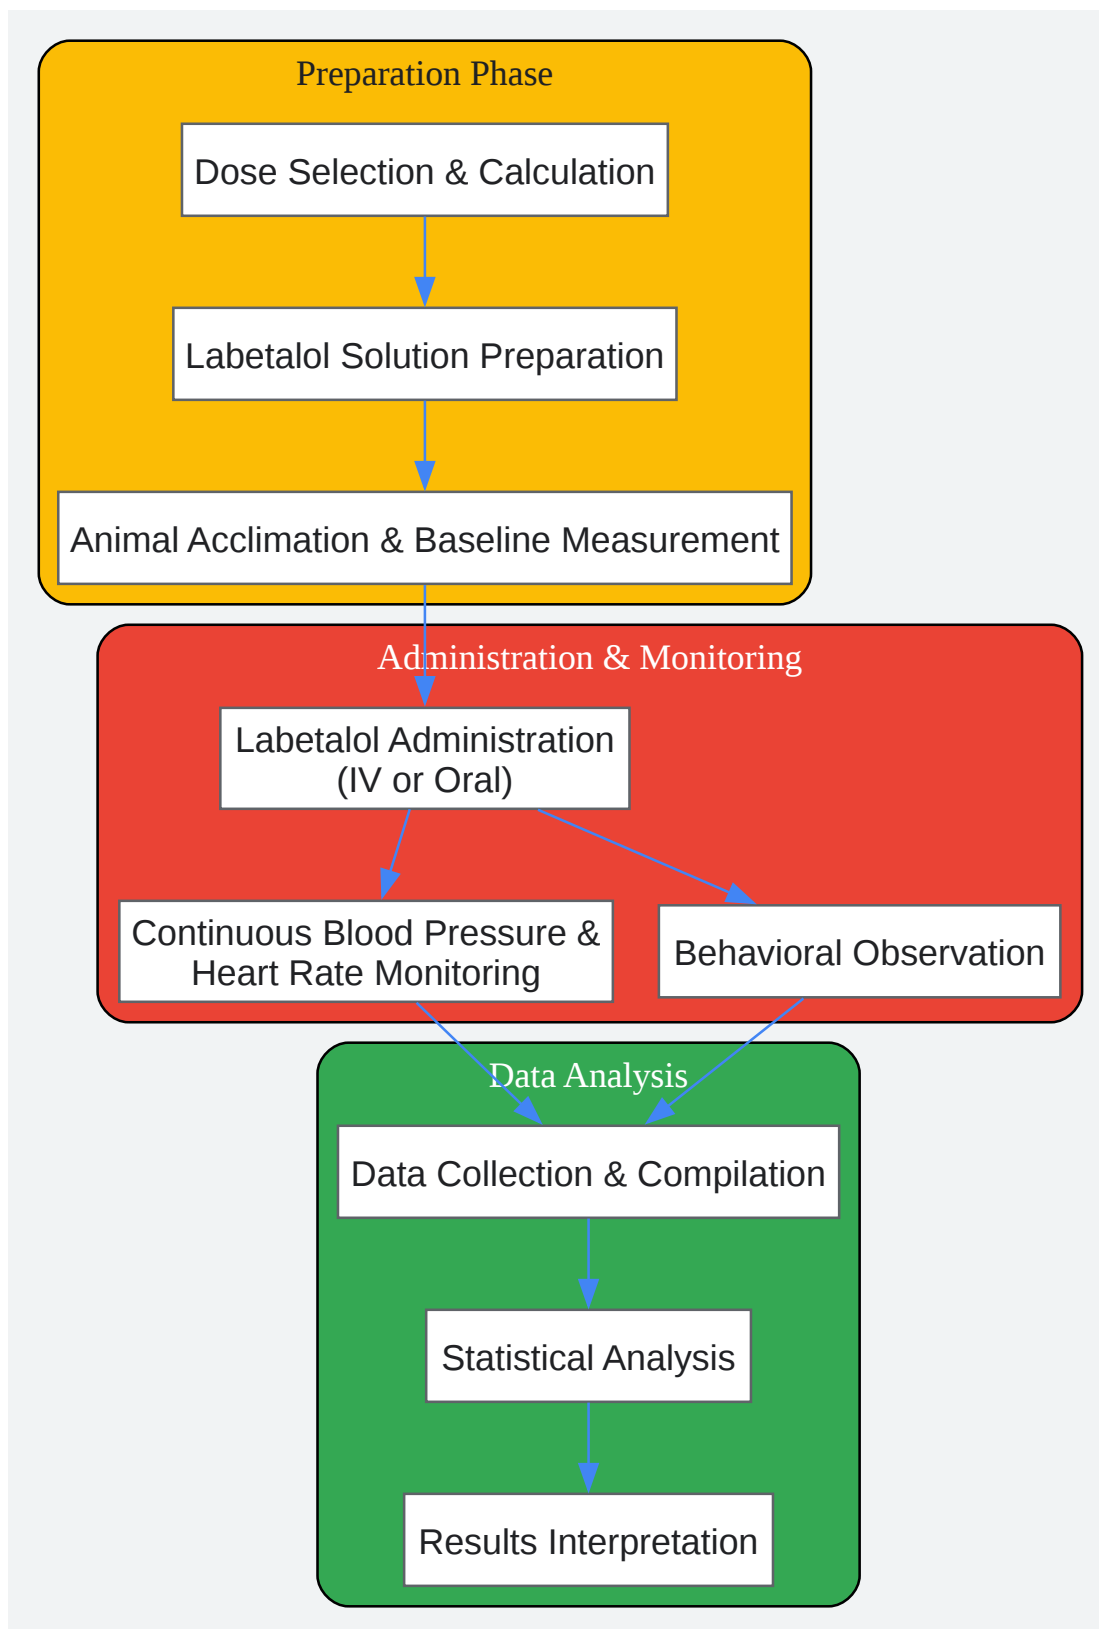 Preparation Phase
Dose Selection & Calculation
Labetalol Solution Preparation
Animal Acclimation & Baseline Measurement
Administration & Monitoring
Labetalol Administration
(IV or Oral)
Continuous Blood Pressure &
Heart Rate Monitoring
Behavioral Observation
Data Analysis
Data Collection & Compilation
Statistical Analysis
Results Interpretation